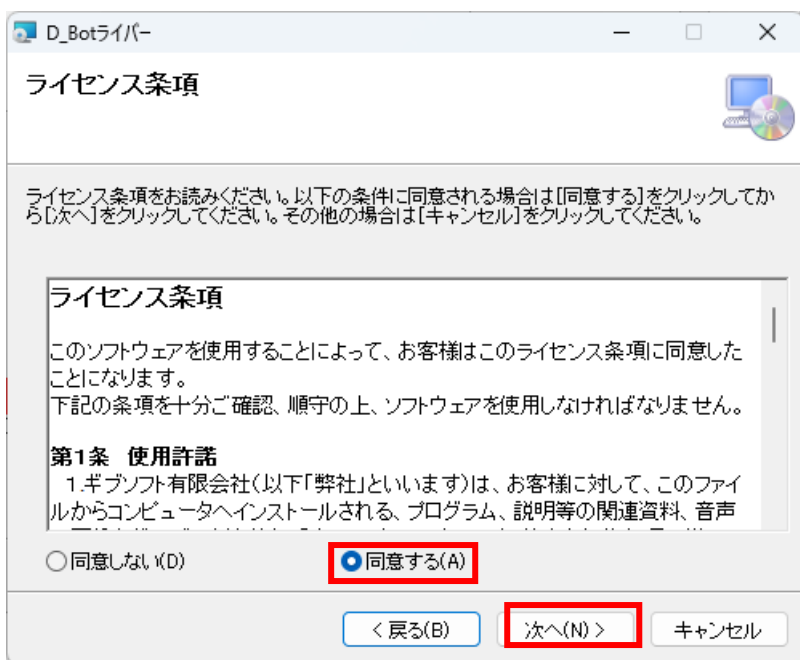 D_Botライバー
ライセンス条項
ライセンス条項をお読みください。以下の条件に同意される場合は[同意する]をクリックしてか
ら[次へ]をクリックしてください。その他の場合は[キャンセル]をクリックしてください。
ライセンス条項
このソフトウェアを使用することによって、お客様はこのライセンス条項に同意した
ことになります。
下記の条項を十分ご確認、順守の上、ソフトウェアを使用しなければなりません。
第1条 使用許諾
1.ギブソフト有限会社(以下「弊社」といいます)は、お客様に対して、このファイ
ルからコンピュータへインストールされる、プログラム、説明等の関連資料、音声
同意しない(D)
同意する(A)
< 戻る(B)
次へ(N) >
キャンセル